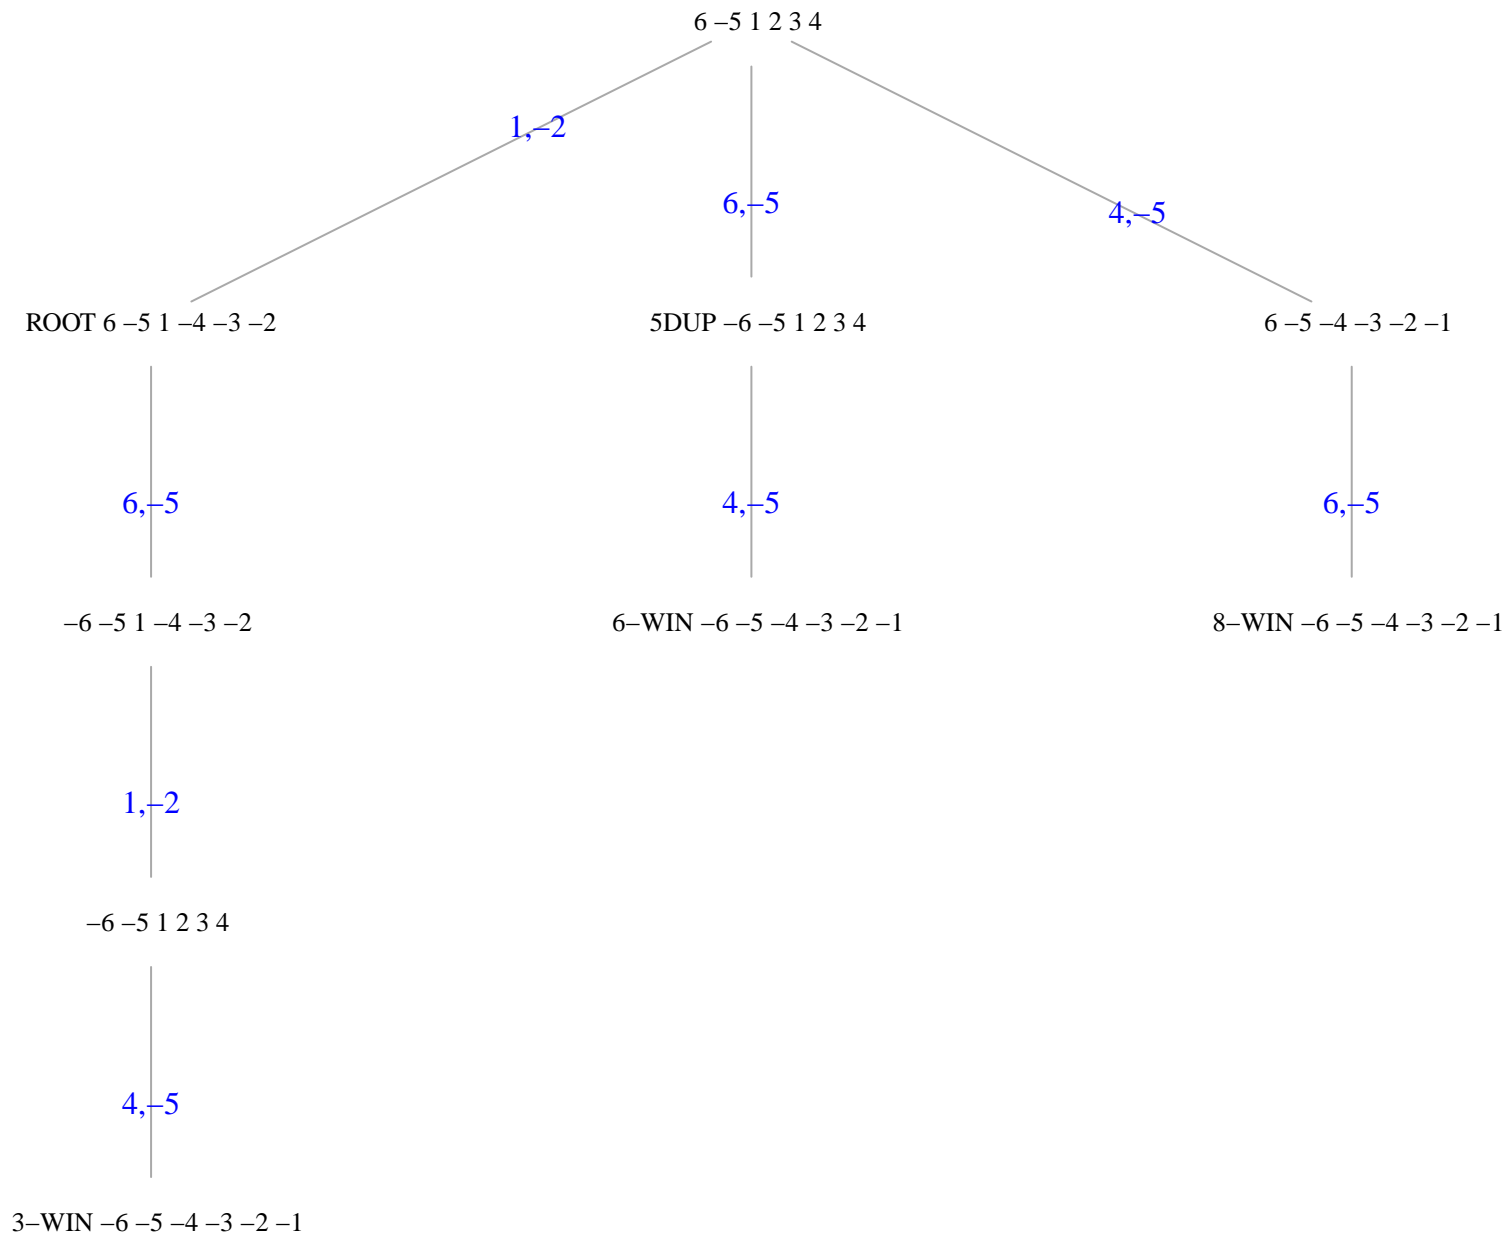 6 –5 1 2 3 4
1,–2
6,–5
4,–5
ROOT 6 –5 1 –4 –3 –2
5DUP –6 –5 1 2 3 4
6 –5 –4 –3 –2 –1
6,–5
4,–5
6,–5
–6 –5 1 –4 –3 –2
6–WIN –6 –5 –4 –3 –2 –1
8–WIN –6 –5 –4 –3 –2 –1
1,–2
–6 –5 1 2 3 4
4,–5
3–WIN –6 –5 –4 –3 –2 –1